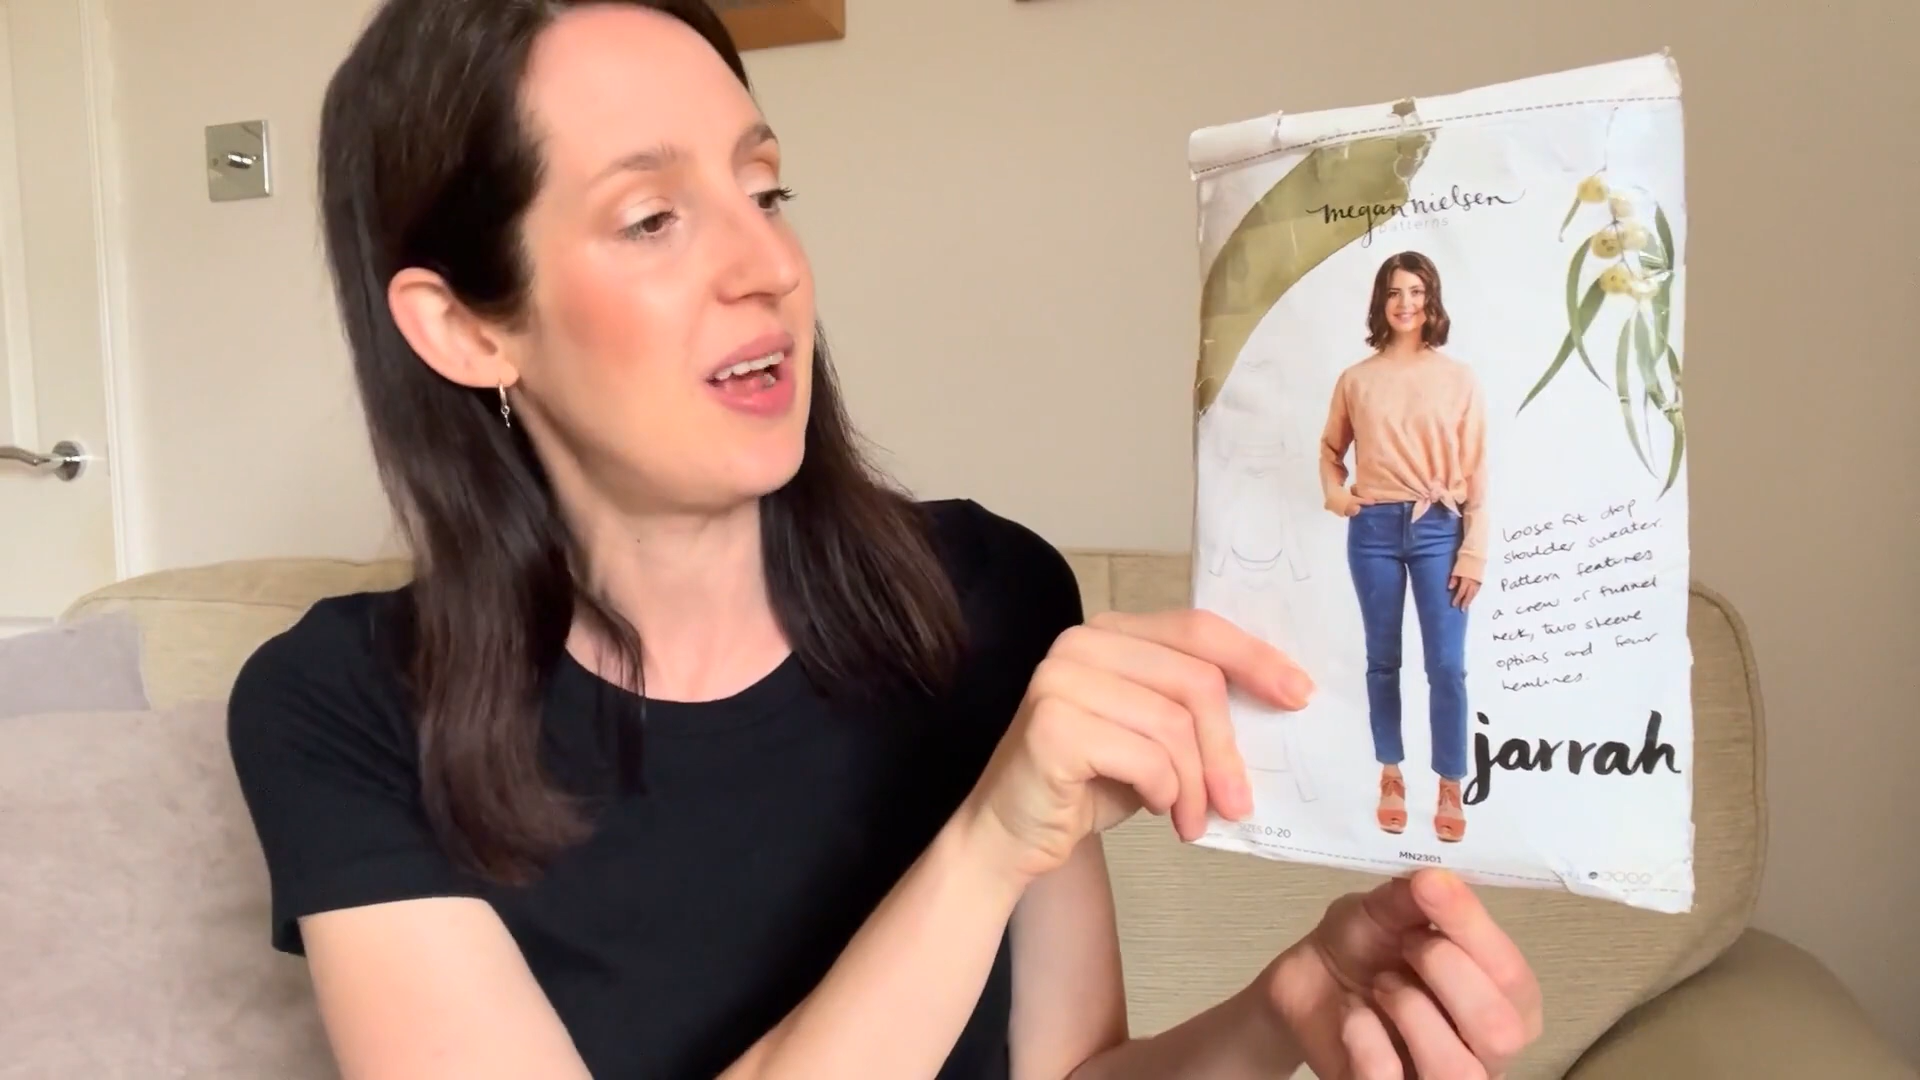 megan nielsen
patterns
Loose fit drop
shoulder sweater.
Pattern features
a crew or funnel
neck, two sleeve
options and four
hemlines.
jarrah
SIZES 0-20
MN2301